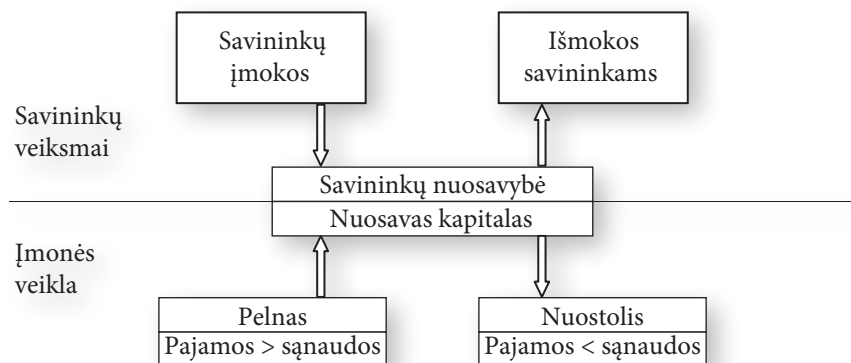 Savininkų
įmokos
Išmokos
savininkams
Savininkų
veiksmai
Savininkų nuosavybė
Nuosavas kapitalas
Įmonės
veikla
Pelnas
Pajamos > sąnaudos
Nuostolis
Pajamos < sąnaudos